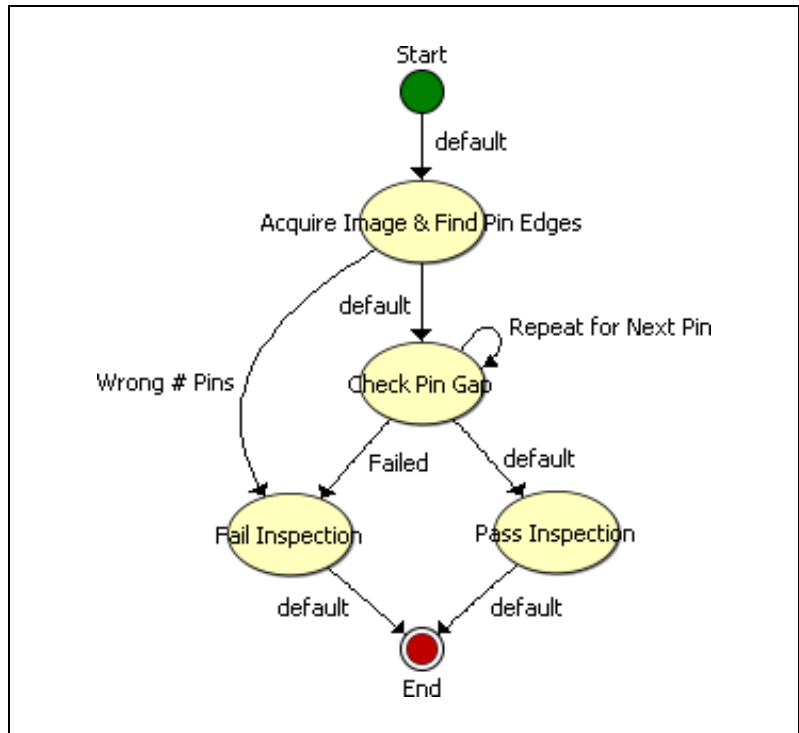 Start
default
Acquire Image & Find Pin Edges
default
Repeat for Next Pin
Wrong # Pins
Check Pin Gap
Failed
default
Fail Inspection
Pass Inspection
default
default
End